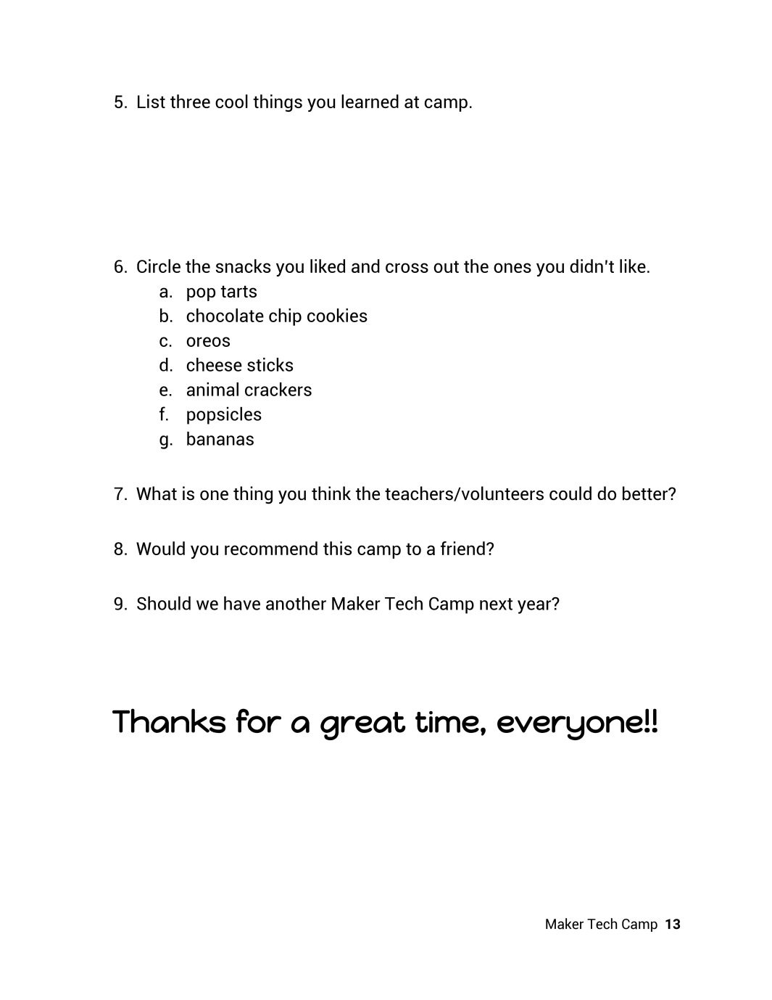 5. List three cool things you learned at camp.
6. Circle the snacks you liked and cross out the ones you didn't like.
a. pop tarts
b. chocolate chip cookies
c. oreos
d. cheese sticks
e. animal crackers
f. popsicles
g. bananas
7. What is one thing you think the teachers/volunteers could do better?
8. Would you recommend this camp to a friend?
9. Should we have another Maker Tech Camp next year?
Thanks for a great time, everyone!!
Maker Tech Camp 13